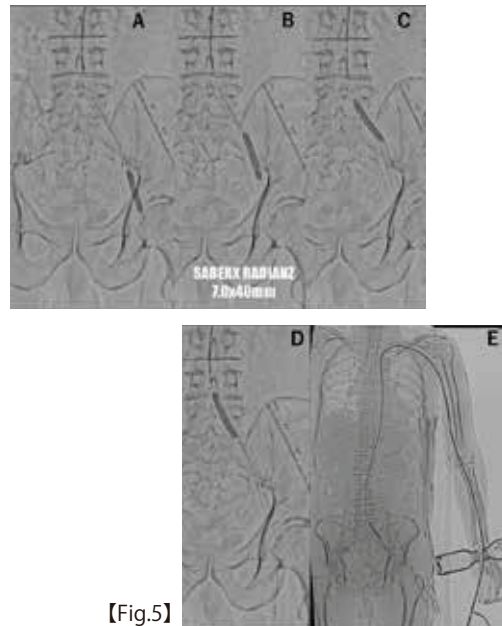 A B C
SABERX RADIANZ
7.0x40mm
D E
【Fig.5】